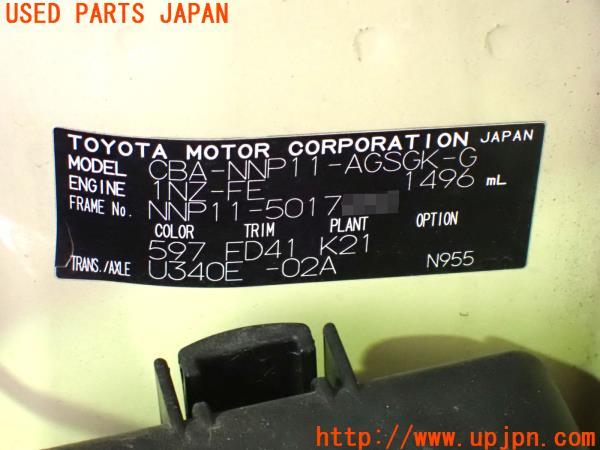 USED PARTS JAPAN
TOYOTA MOTOR CORPORATION JAPAN
MODEL CBA-NNP11-AGSGK-G
ENGINE 1NZ-FE 1496 mL
FRAME No. NNP11-5017
COLOR TRIM PLANT OPTION
597 FD41 K21
TRANS./AXLE U340E -02A N955
http://www.upjpn.com